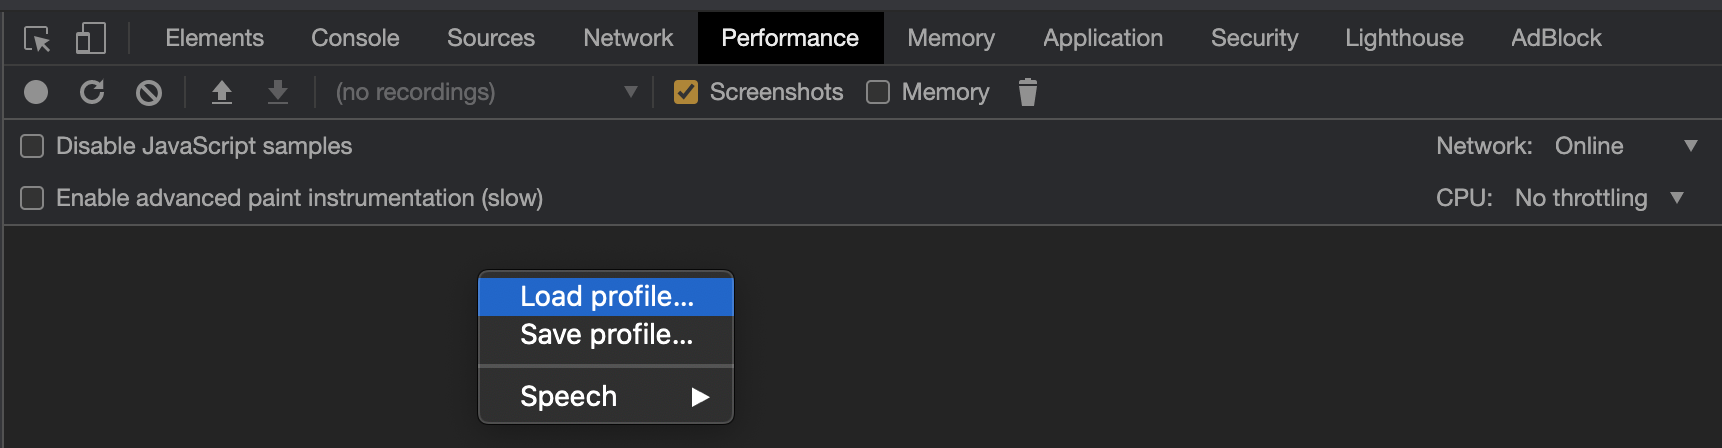 Elements Console Sources Network Performance Memory Application Security Lighthouse AdBlock
(no recordings) Screenshots Memory
Disable JavaScript samples Network: Online
Enable advanced paint instrumentation (slow) CPU: No throttling
Load profile...
Save profile...
Speech